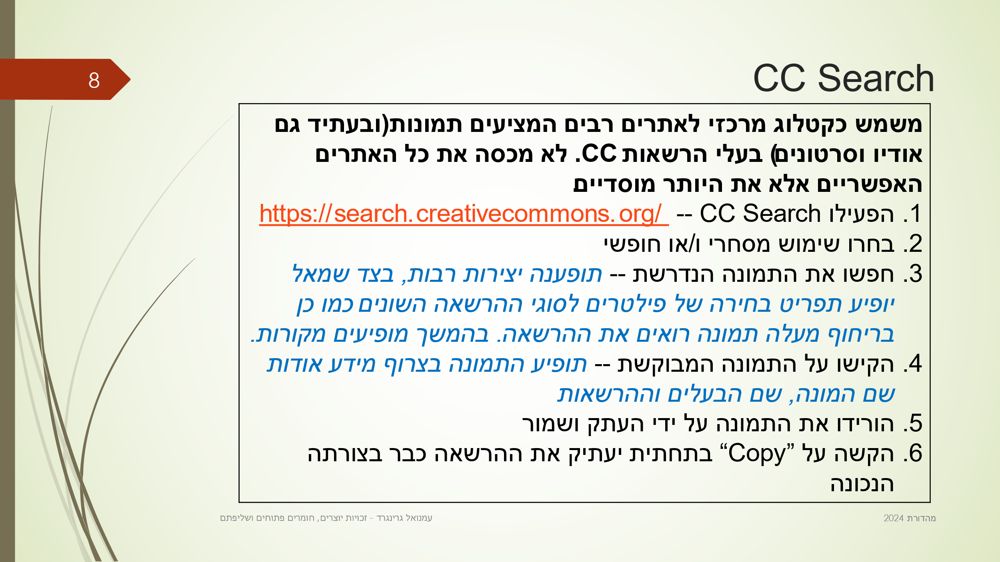 8
CC Search
משמש כקטלוג מרכזי לאתרים רבים המציעים תמונות(ובעתיד גם
אודיו וסרטונים) בעלי הרשאות CC. לא מכסה את כל האתרים
האפשריים אלא את היותר מוסדיים
1. הפעילו CC Search -- https://search.creativecommons.org/
2. בחרו שימוש מסחרי ו/או חופשי
3. חפשו את התמונה הנדרשת -- תופענה יצירות רבות, בצד שמאל
יופיע תפריט בחירה של פילטרים לסוגי ההרשאה השונים כמו כן
בריחוף מעלה תמונה רואים את ההרשאה. בהמשך מופיעים מקורות.
4. הקישו על התמונה המבוקשת -- תופיע התמונה בצרוף מידע אודות
שם המונה, שם הבעלים וההרשאות
5. הורידו את התמונה על ידי העתק ושמור
6. הקשה על ”Copy“ בתחתית יעתיק את ההרשאה כבר בצורתה
הנכונה
מהדורת 2024
עמנואל גרינגרד - זכויות יוצרים, חומרים פתוחים ושליפתם